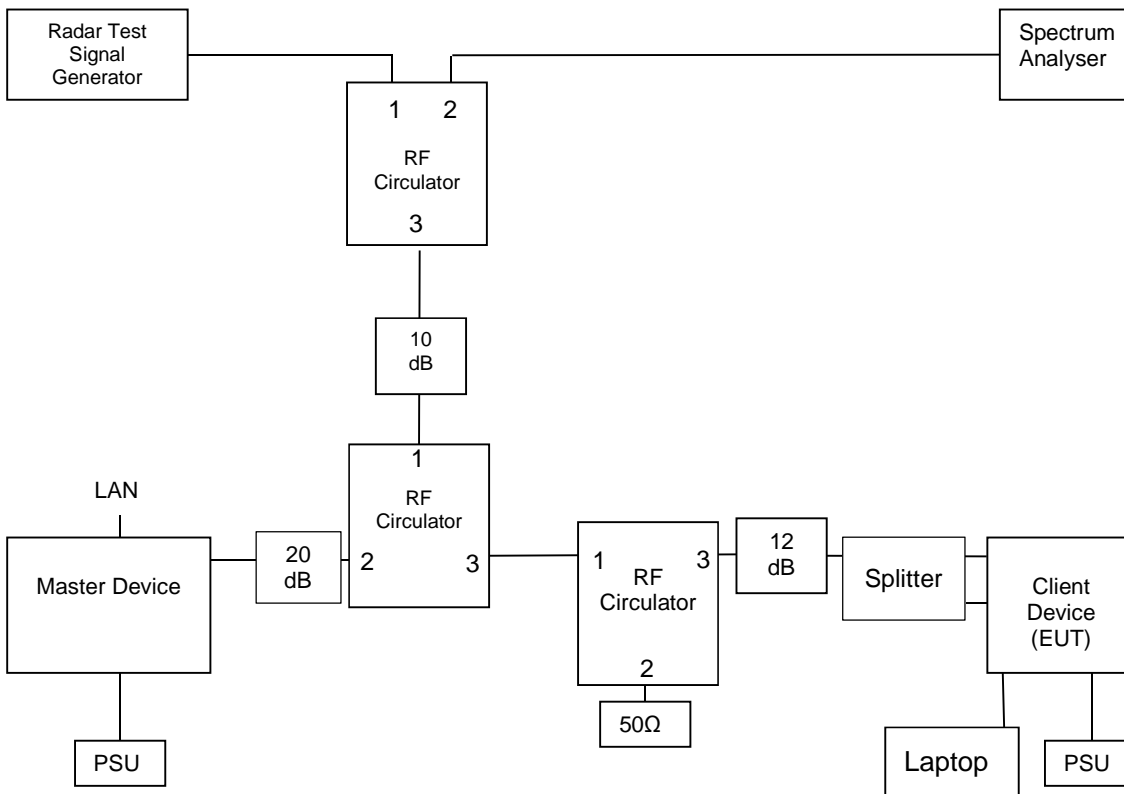 Radar Test
Signal
Generator
Spectrum
Analyser
1 2
RF
Circulator
3
10
dB
1
RF
Circulator
2 3
LAN
Master Device
20
dB
1 3
RF
Circulator
2
50Ω
12
dB
Splitter
Client
Device
(EUT)
PSU
Laptop
PSU